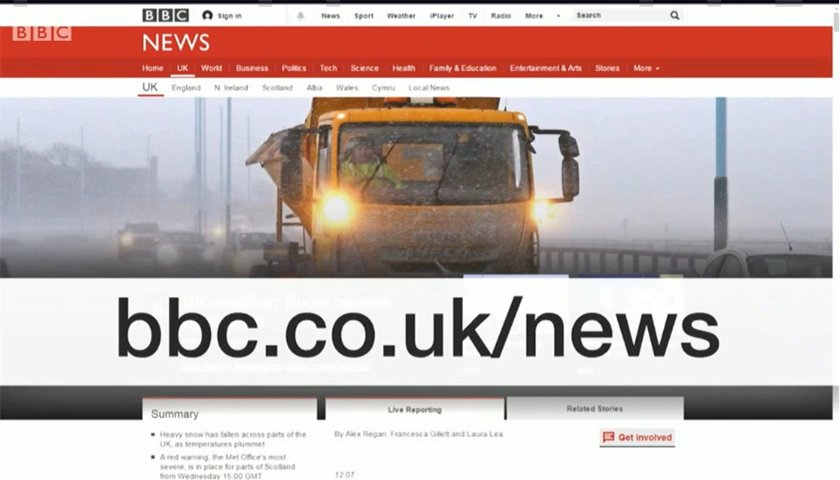 BBC Sign in News Sport Weather iPlayer TV Radio More Search
BBC
NEWS
Home UK World Business Politics Tech Science Health Family & Education Entertainment & Arts Stories More
UK England N. Ireland Scotland Alba Wales Cymru Local News
bbc.co.uk/news
Summary
Live Reporting
Related Stories
Heavy snow has fallen across parts of the
UK, as temperatures plummet
A red warning, the Met Office's most
severe, is in place for parts of Scotland
from Wednesday 15:00 GMT
By Alex Regan, Francesca Gillett and Laura Lea
Get involved
12:07